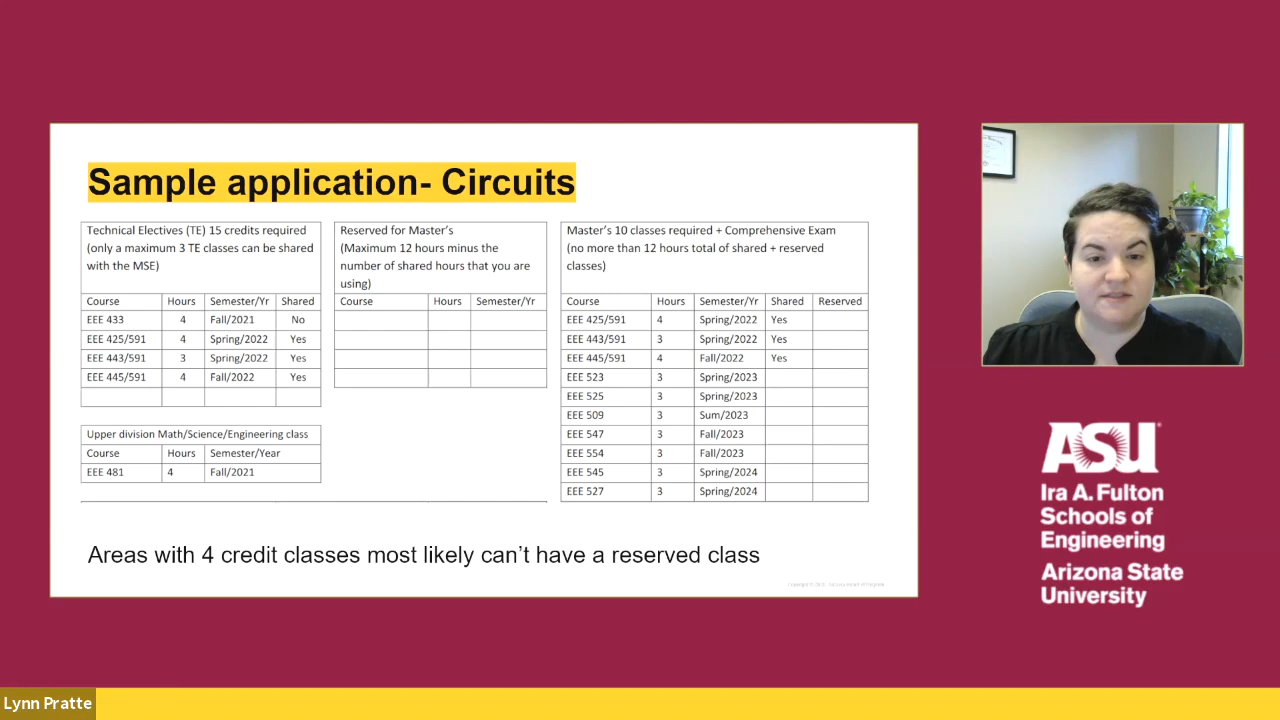 Sample application- Circuits
Technical Electives (TE) 15 credits required
(only a maximum 3 TE classes can be shared
with the MSE)
Course Hours Semester/Yr Shared
EEE 433 4 Fall/2021 No
EEE 425/591 4 Spring/2022 Yes
EEE 443/591 3 Spring/2022 Yes
EEE 445/591 4 Fall/2022 Yes
Upper division Math/Science/Engineering class
Course Hours Semester/Year
EEE 481 4 Fall/2021
Reserved for Master's
(Maximum 12 hours minus the
number of shared hours that you are
using)
Course Hours Semester/Yr
Master's 10 classes required + Comprehensive Exam
(no more than 12 hours total of shared + reserved
classes)
Course Hours Semester/Yr Shared Reserved
EEE 425/591 4 Spring/2022 Yes
EEE 443/591 3 Spring/2022 Yes
EEE 445/591 4 Fall/2022 Yes
EEE 523 3 Spring/2023
EEE 525 3 Spring/2023
EEE 509 3 Sum/2023
EEE 547 3 Fall/2023
EEE 554 3 Fall/2023
EEE 545 3 Spring/2024
EEE 527 3 Spring/2024
Areas with 4 credit classes most likely can't have a reserved class
ASU
Ira A. Fulton
Schools of
Engineering
Arizona State
University
Lynn Pratte